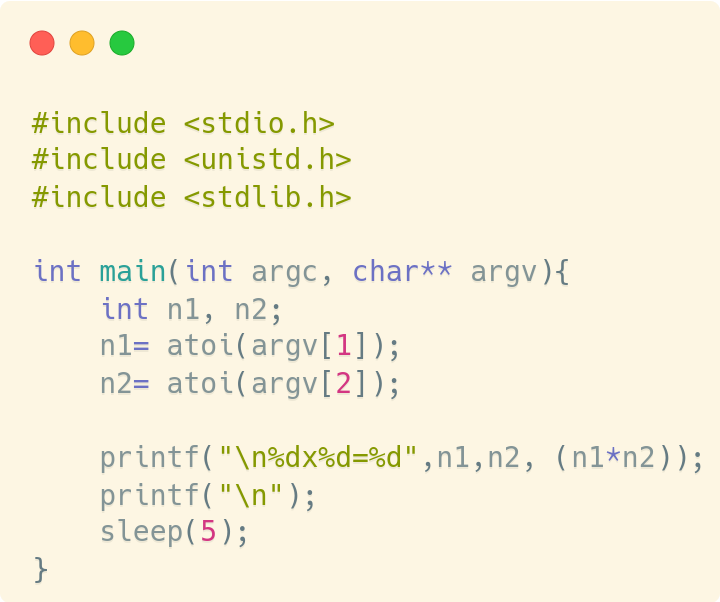 #include <stdio.h>
#include <unistd.h>
#include <stdlib.h>

int main(int argc, char** argv){
    int n1, n2;
    n1= atoi(argv[1]);
    n2= atoi(argv[2]);

    printf("\n%dx%d=%d",n1,n2, (n1*n2));
    printf("\n");
    sleep(5);
}